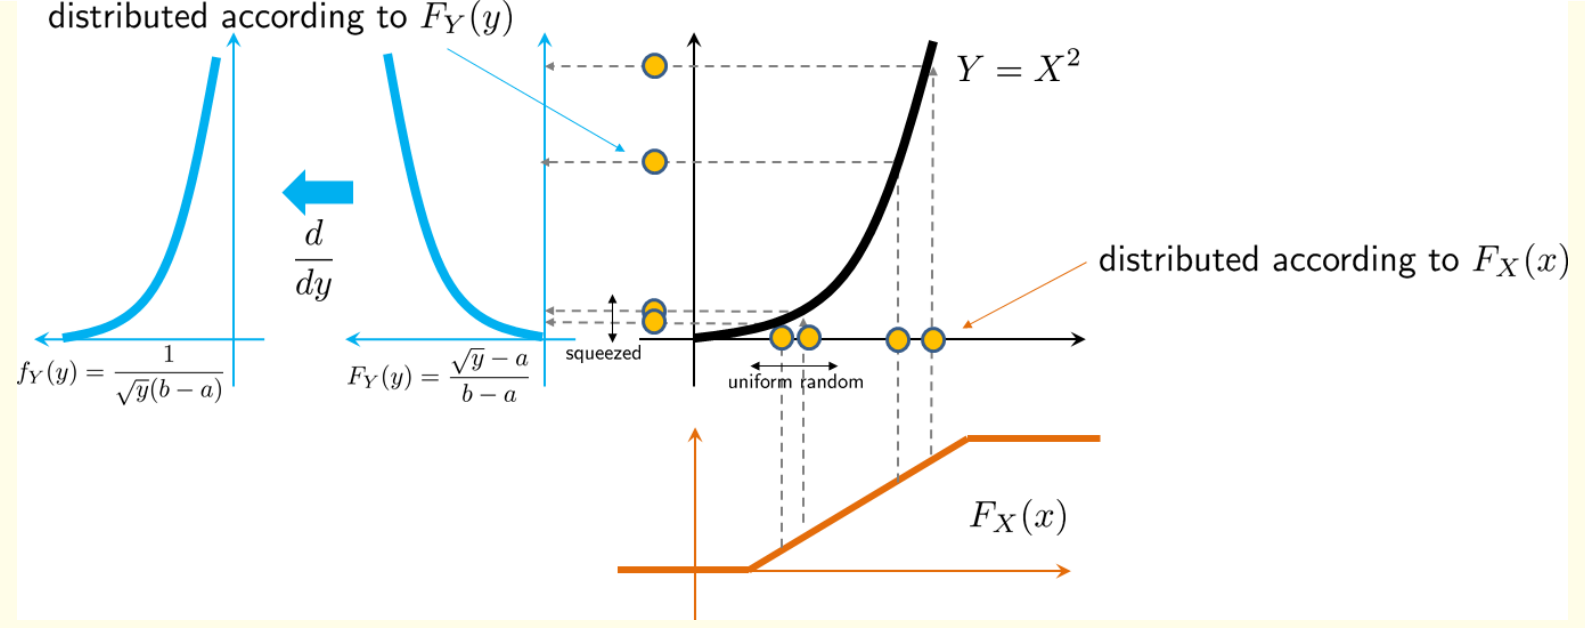 distributed according to $F_Y(y)$
$Y = X^2$
$\frac{d}{dy}$
distributed according to $F_X(x)$
squeezed
$f_Y(y) = \frac{1}{\sqrt{y}(b-a)}$
$F_Y(y) = \frac{\sqrt{y}-a}{b-a}$
uniform random
$F_X(x)$